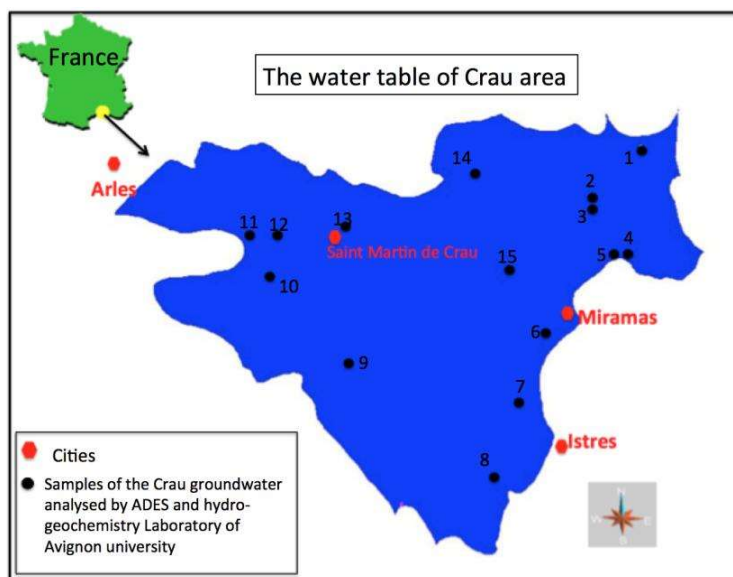 France
The water table of Crau area
Arles
14
1
2
3
13
11
12
Saint Martin de Crau
5
4
15
10
Miramas
6
9
7
Istres
8
Cities
Samples of the Crau groundwater
analysed by ADES and hydro-
geochemistry Laboratory of
Avignon university
N
W
E
S